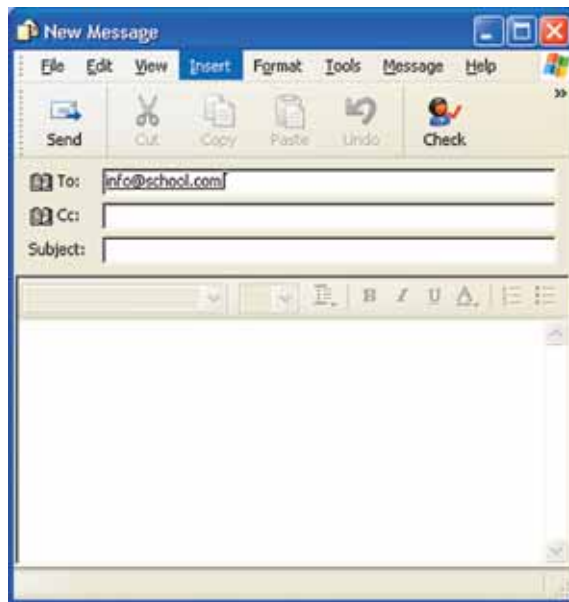 New Message
File Edit View Insert Format Tools Message Help
Send Cut Copy Paste Undo Check
To: info@school.com
Cc:
Subject:
B I U A